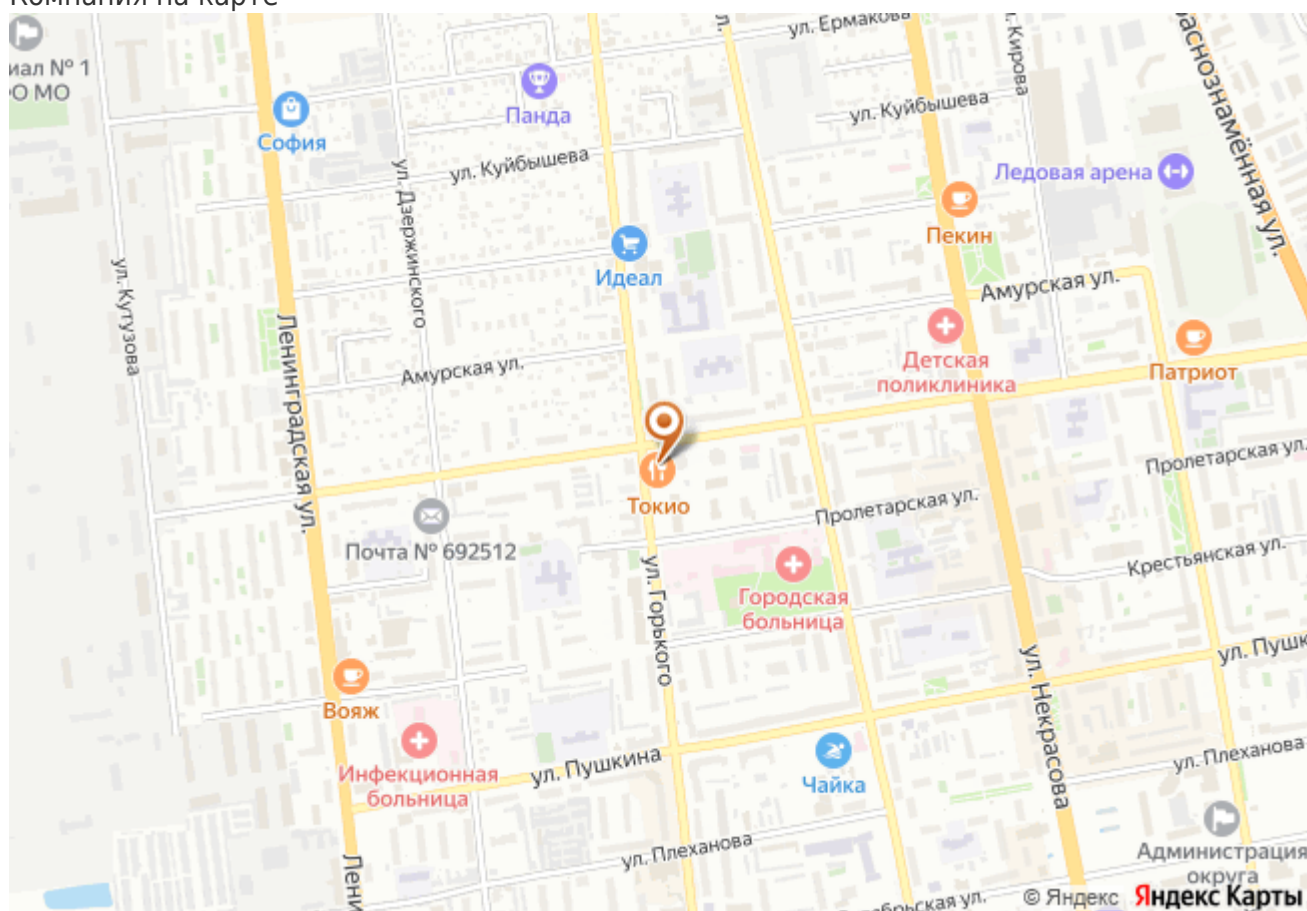 Компания на карте
ул. Ермакова
л.
ул. Кирова
раснознамённая ул.
иал № 1
О МО
София
Панда
ул. Куйбышева
ул. Куйбышева
ул. Дзержинского
Ледовая арена
Пекин
Идеал
ул. Кутузова
Амурская ул.
Ленинградская ул.
Амурская ул.
Детская
поликлиника
Патриот
Токио
Пролетарская ул.
Пролетарская ул.
Почта № 692512
Крестьянская ул.
Городская
больница
ул. Горького
ул. Пушк
ул. Некрасова
Вояж
Инфекционная
больница
ул. Пушкина
Чайка
ул. Плеханова
ул. Плеханова
Лени
Администрация
округа
брьская ул.
© Яндекс Яндекс Карты